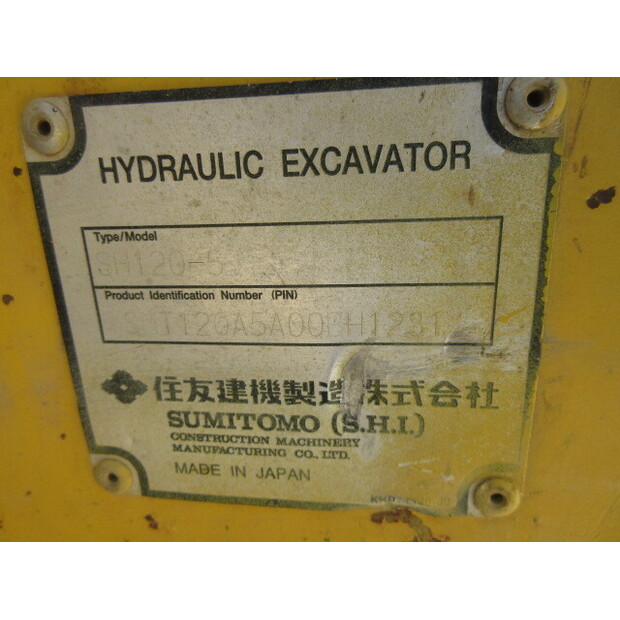 HYDRAULIC EXCAVATOR
Type/Model
SH120-5
Product Identification Number (PIN)
住友建機製造株式会社
SUMITOMO (S.H.I.)
CONSTRUCTION MACHINERY
MANUFACTURING CO., LTD.
MADE IN JAPAN